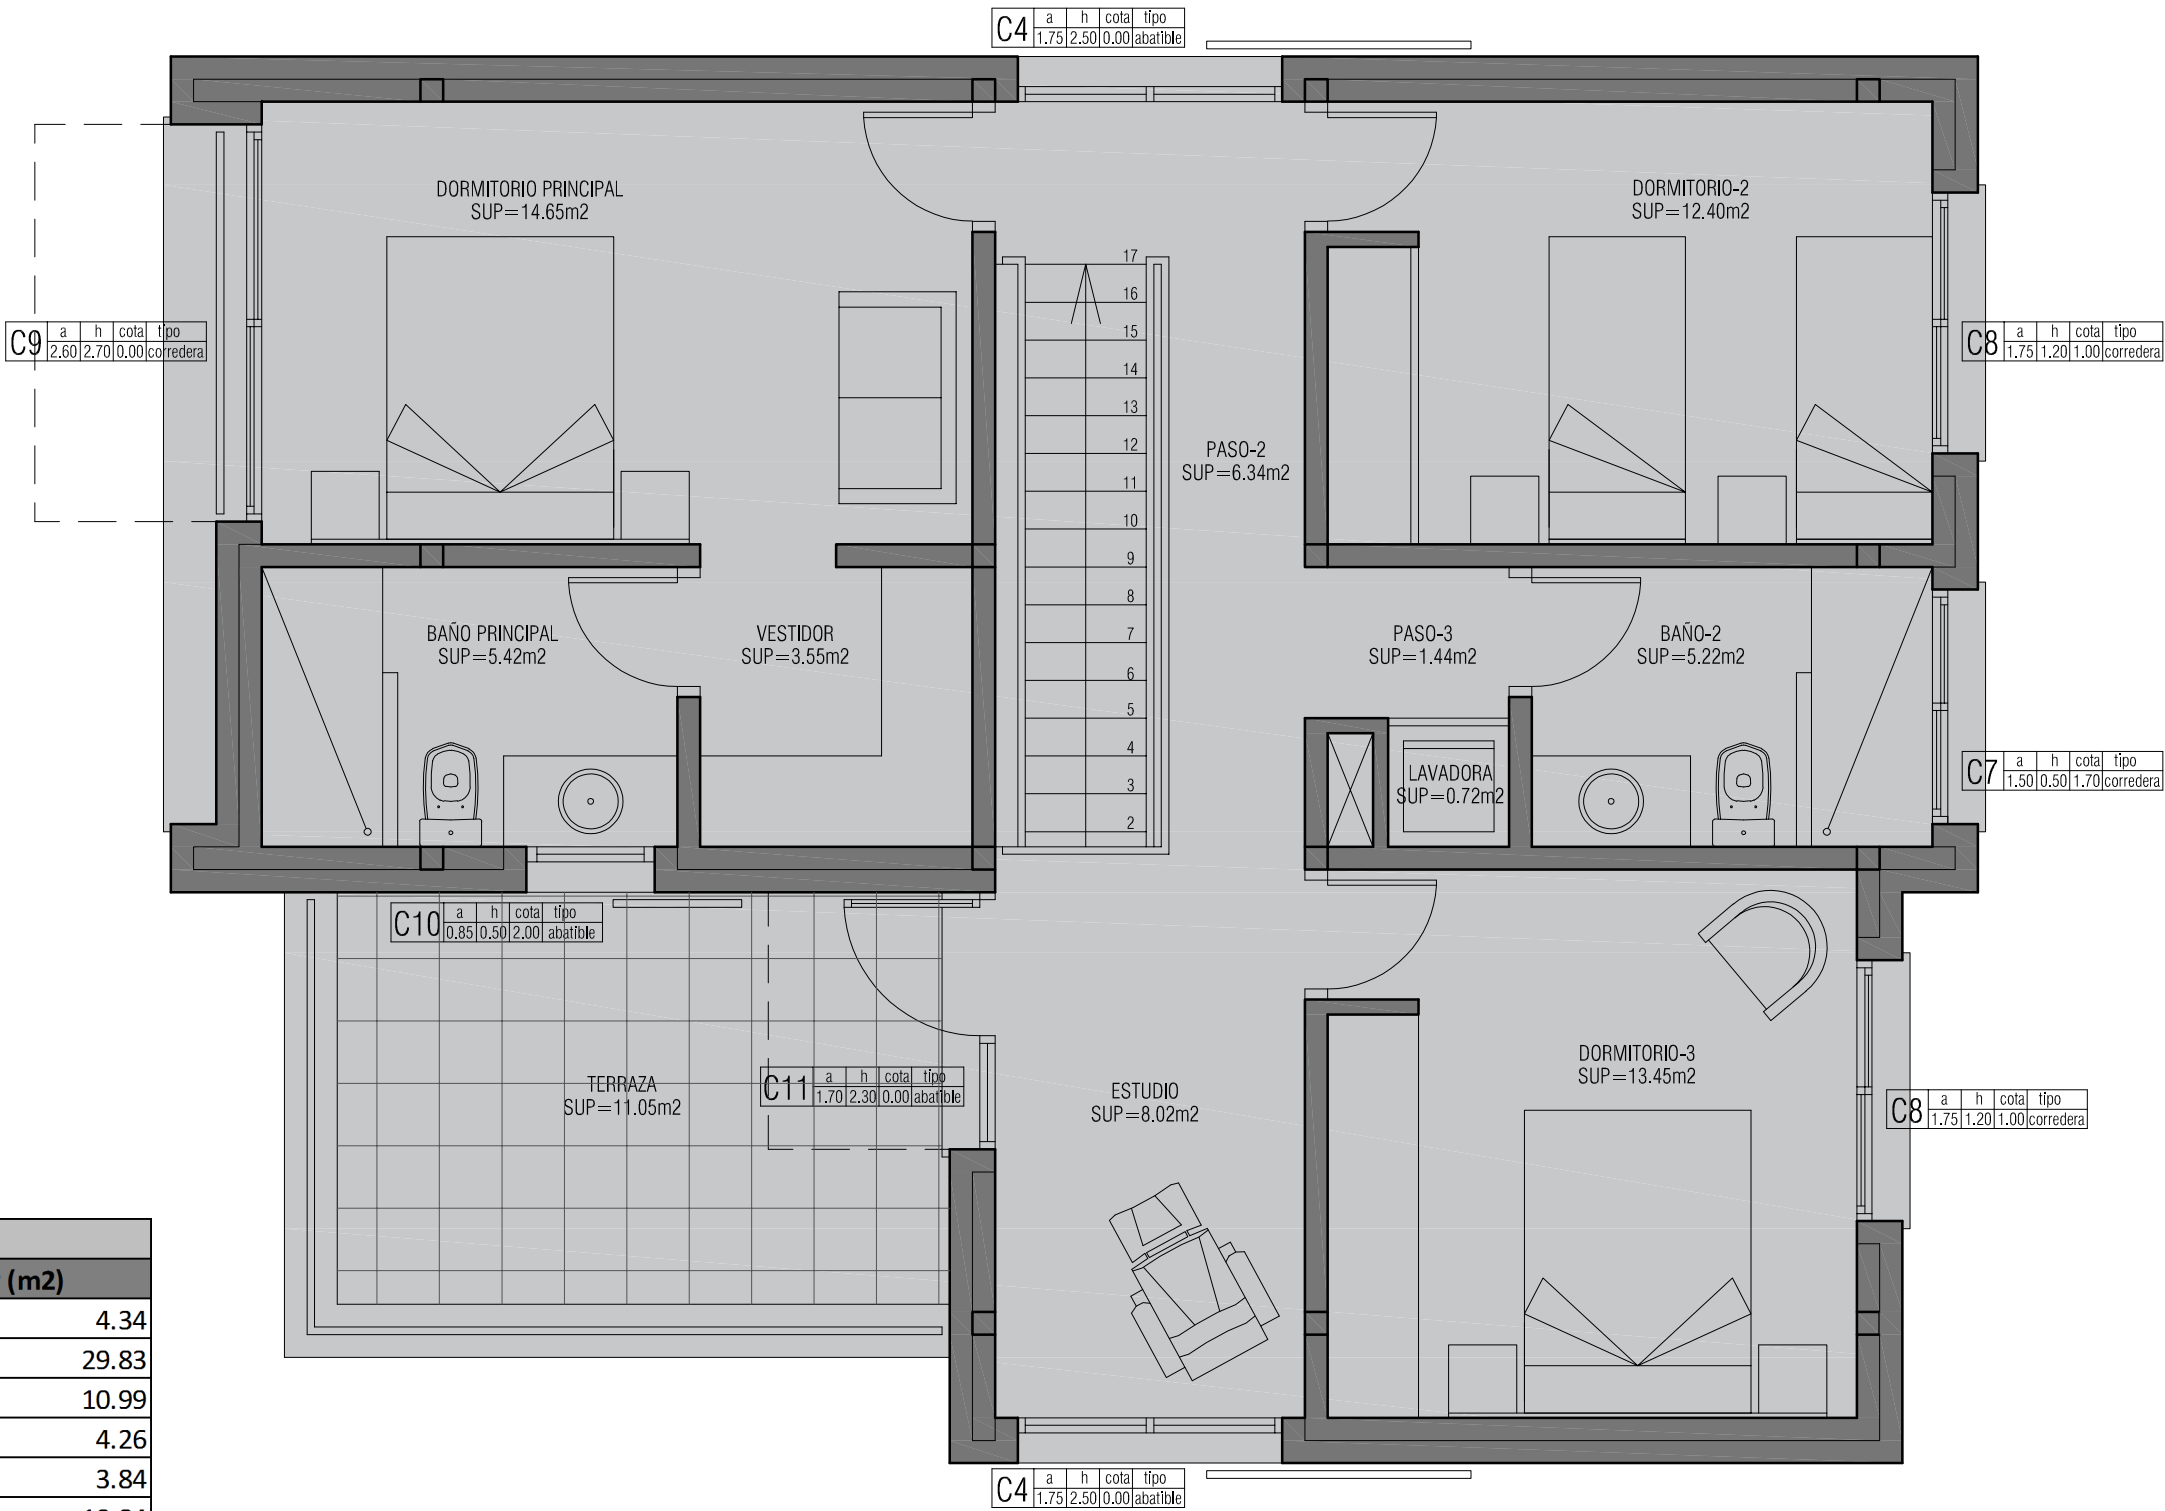 C4 a h cota tipo
1.75 2.50 0.00 abatible
DORMITORIO PRINCIPAL
SUP=14.65m2
DORMITORIO-2
SUP=12.40m2
17
16
15
14
13
12
11
10
9
8
7
6
5
4
3
2
C9 a h cota tipo
2.60 2.70 0.00 corredera
C8 a h cota tipo
1.75 1.20 1.00 corredera
PASO-2
SUP=6.34m2
BAÑO PRINCIPAL
SUP=5.42m2
VESTIDOR
SUP=3.55m2
PASO-3
SUP=1.44m2
BAÑO-2
SUP=5.22m2
LAVADORA
SUP=0.72m2
C7 a h cota tipo
1.50 0.50 1.70 corredera
C10 a h cota tipo
0.85 0.50 2.00 abatible
TERRAZA
SUP=11.05m2
C11 a h cota tipo
1.70 2.30 0.00 abatible
ESTUDIO
SUP=8.02m2
DORMITORIO-3
SUP=13.45m2
C8 a h cota tipo
1.75 1.20 1.00 corredera
(m2)
4.34
29.83
10.99
4.26
3.84
C4 a h cota tipo
1.75 2.50 0.00 abatible